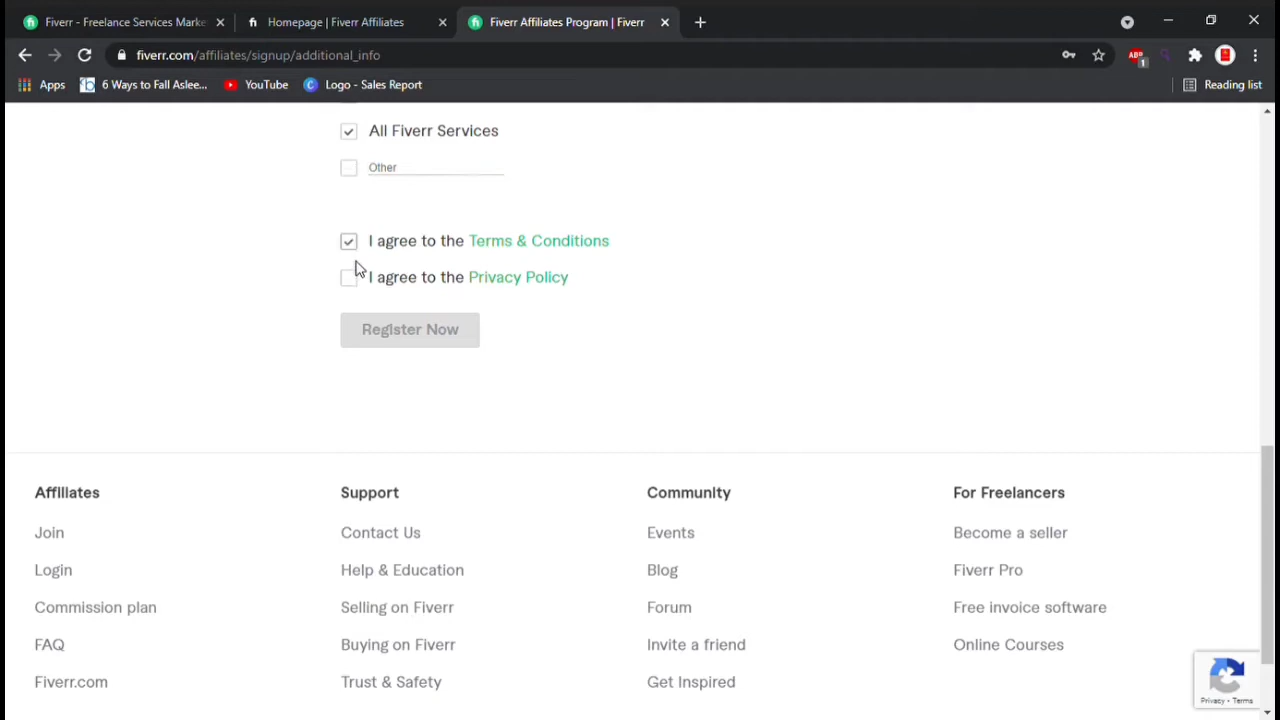 Fiverr - Freelance Services Marke
Homepage | Fiverr Affiliates
Fiverr Affiliates Program | Fiverr
fiverr.com/affiliates/signup/additional_info
ABP
1
Apps
6 Ways to Fall Aslee...
YouTube
Logo - Sales Report
Reading list
All Fiverr Services
Other
I agree to the Terms & Conditions
I agree to the Privacy Policy
Register Now
Affiliates
Join
Login
Commission plan
FAQ
Fiverr.com
Support
Contact Us
Help & Education
Selling on Fiverr
Buying on Fiverr
Trust & Safety
Community
Events
Blog
Forum
Invite a friend
Get Inspired
For Freelancers
Become a seller
Fiverr Pro
Free invoice software
Online Courses
Privacy - Terms